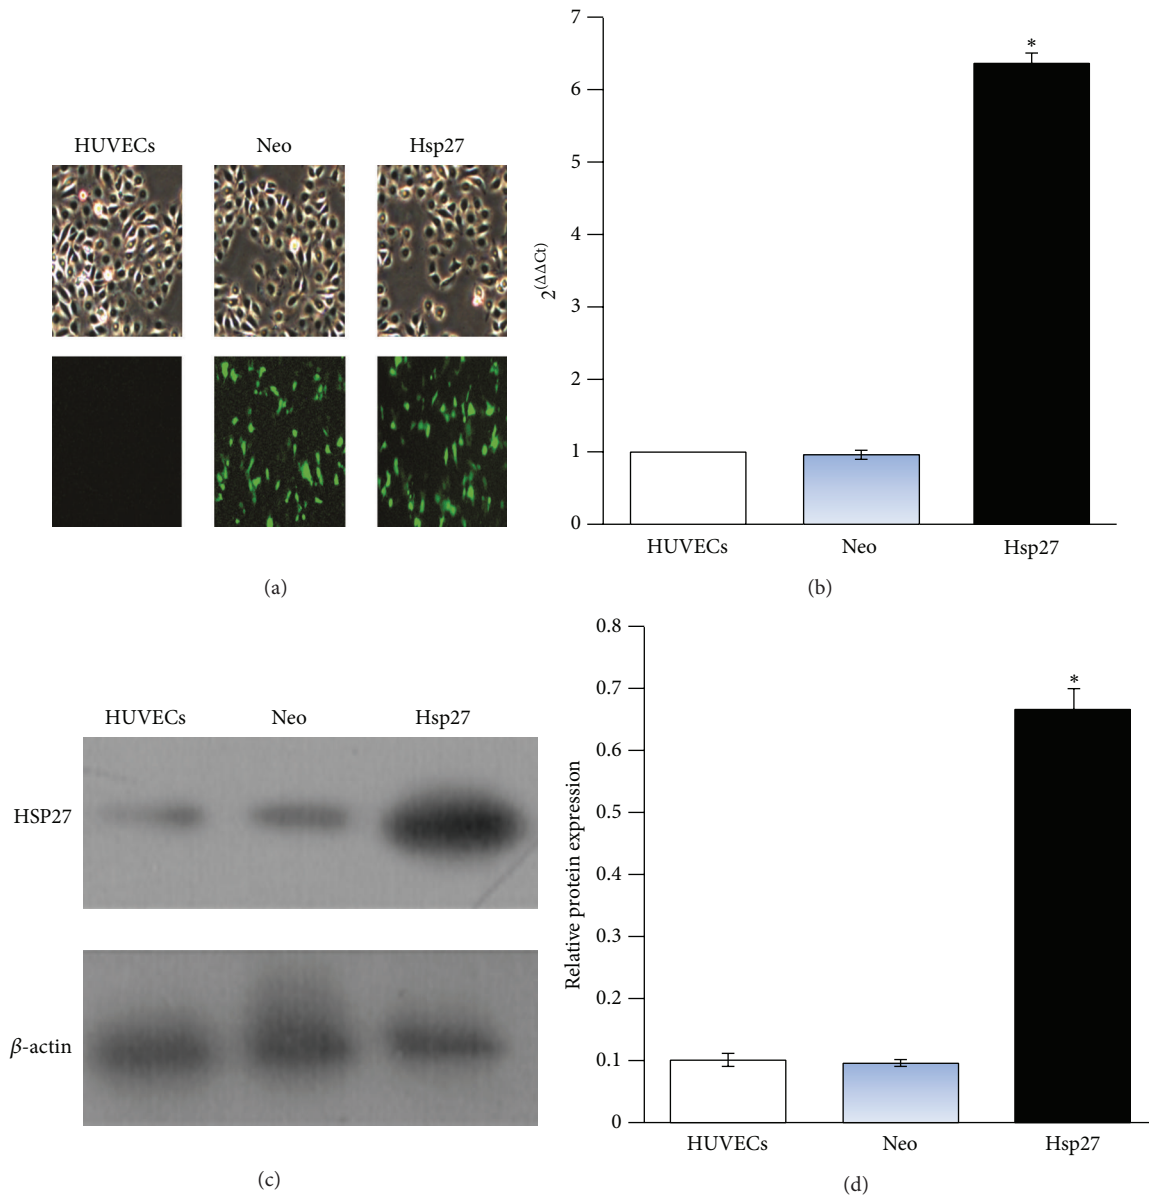 HUVECs Neo Hsp27
(a)
7
6
5
4
3
2
1
0
2^(ΔΔCt)
*
HUVECs Neo Hsp27
(b)
HUVECs Neo Hsp27
HSP27
β-actin
(c)
0.8
0.7
0.6
0.5
0.4
0.3
0.2
0.1
0
Relative protein expression
*
HUVECs Neo Hsp27
(d)